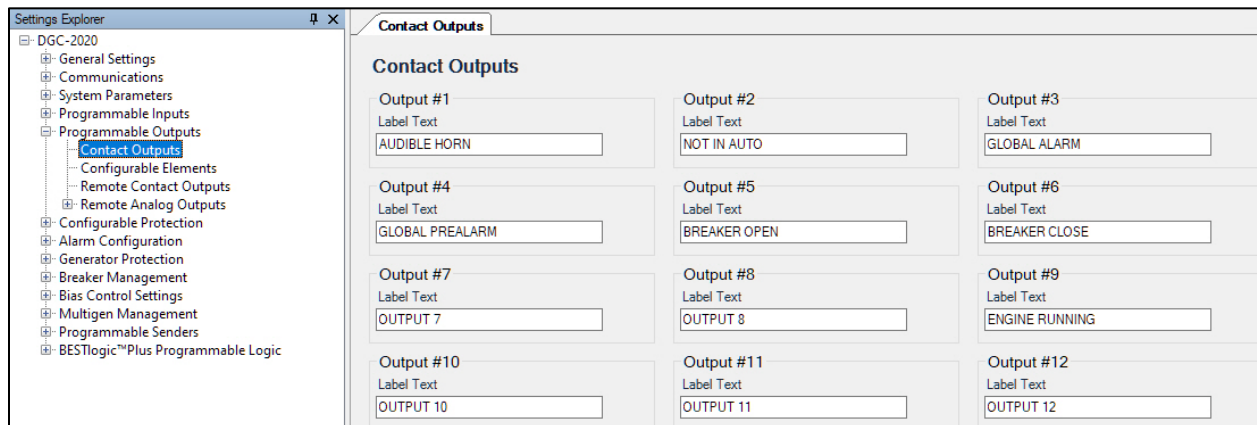 Settings Explorer
DGC-2020
General Settings
Communications
System Parameters
Programmable Inputs
Programmable Outputs
Contact Outputs
Configurable Elements
Remote Contact Outputs
Remote Analog Outputs
Configurable Protection
Alarm Configuration
Generator Protection
Breaker Management
Bias Control Settings
Multigen Management
Programmable Senders
BESTlogic™Plus Programmable Logic
Contact Outputs
Contact Outputs
Output #1
Label Text
AUDIBLE HORN
Output #2
Label Text
NOT IN AUTO
Output #3
Label Text
GLOBAL ALARM
Output #4
Label Text
GLOBAL PREALARM
Output #5
Label Text
BREAKER OPEN
Output #6
Label Text
BREAKER CLOSE
Output #7
Label Text
OUTPUT 7
Output #8
Label Text
OUTPUT 8
Output #9
Label Text
ENGINE RUNNING
Output #10
Label Text
OUTPUT 10
Output #11
Label Text
OUTPUT 11
Output #12
Label Text
OUTPUT 12